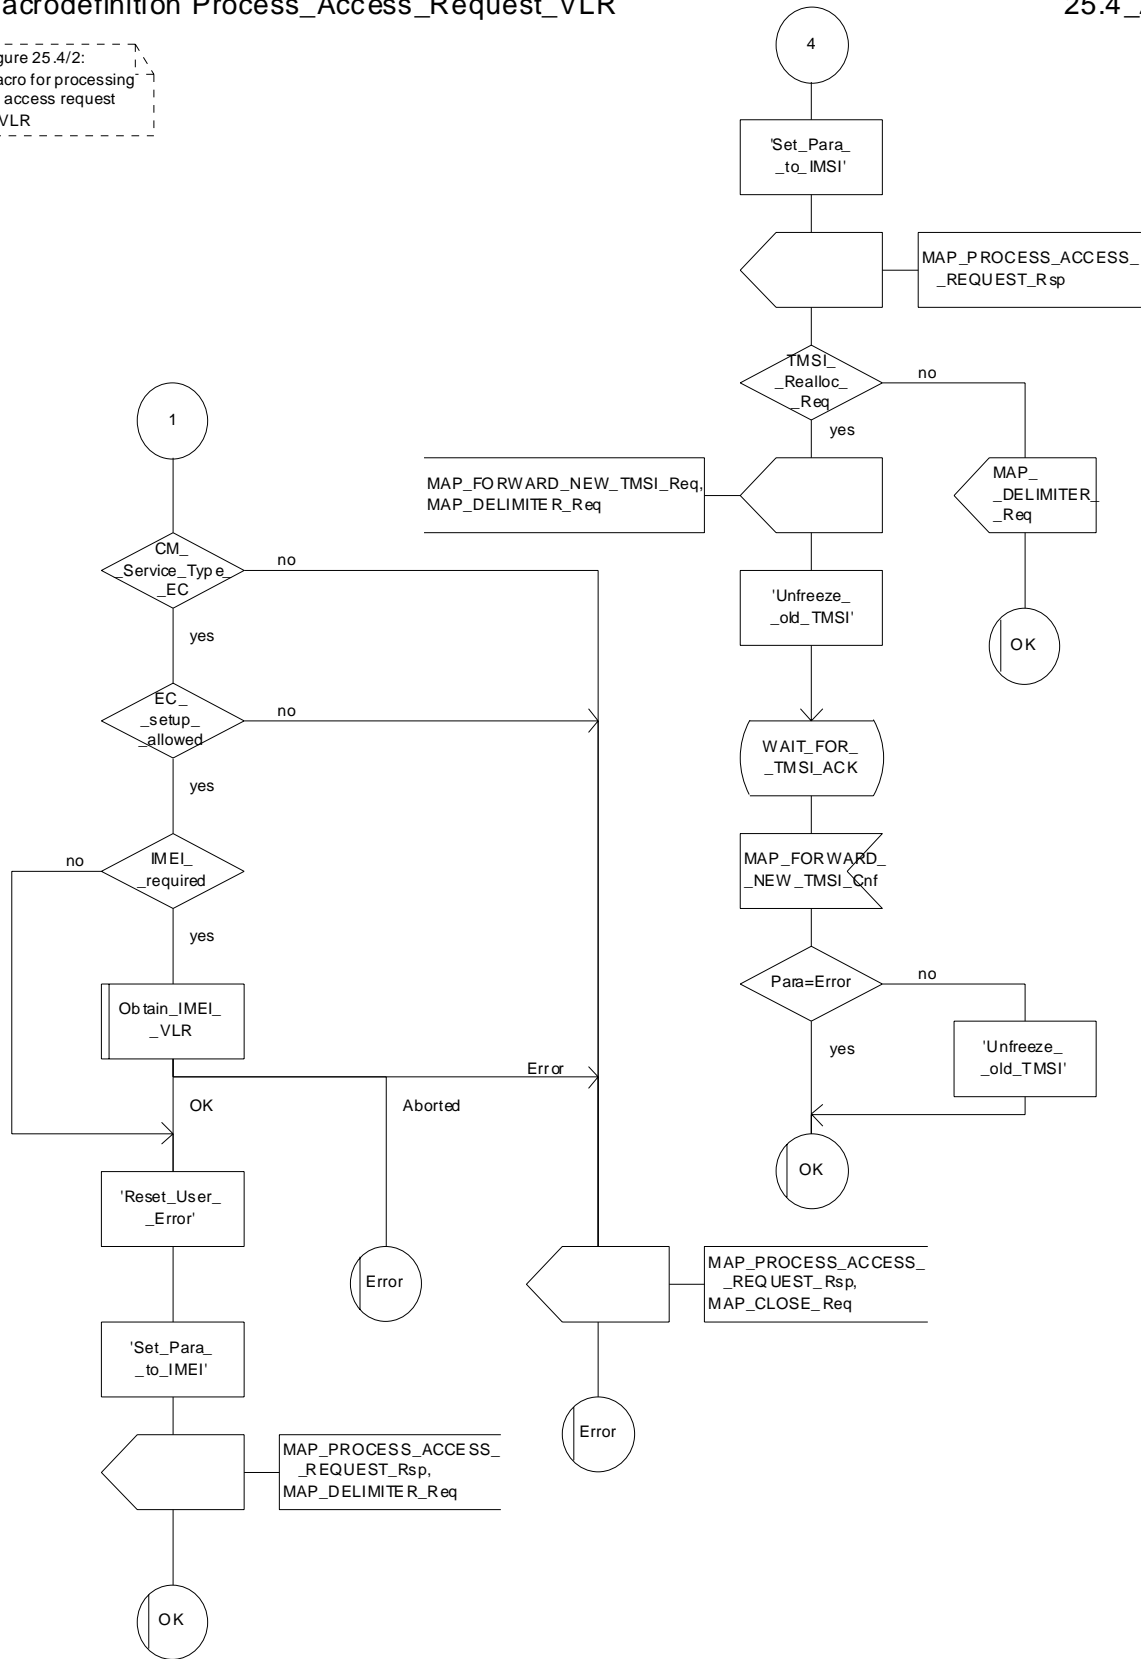 acrodefinition Process_Access_Request_VLR
25.4_
gure 25.4/2:
acro for processing
access request
VLR
4
'Set_Para_
_to_IMSI'
MAP_PROCESS_ACCESS_
_REQUEST_Rsp
TMSI_
_Realloc_
_Req
no
yes
MAP_FORWARD_NEW_TMSI_Req,
MAP_DELIMITER_Req
MAP_
_DELIMITER_
_Req
'Unfreeze_
_old_TMSI'
OK
WAIT_FOR_
_TMSI_ACK
MAP_FORWARD_
_NEW_TMSI_Cnf
Para=Error
no
yes
'Unfreeze_
_old_TMSI'
OK
1
CM_
_Service_Type_
_EC
no
yes
EC_
_setup_
_allowed
no
yes
IMEI_
_required
no
yes
Obtain_IMEI_
_VLR
Error
OK
Aborted
'Reset_User_
_Error'
Error
MAP_PROCESS_ACCESS_
_REQUEST_Rsp,
MAP_CLOSE_Req
'Set_Para_
_to_IMEI'
Error
MAP_PROCESS_ACCESS_
_REQUEST_Rsp,
MAP_DELIMITER_Req
OK